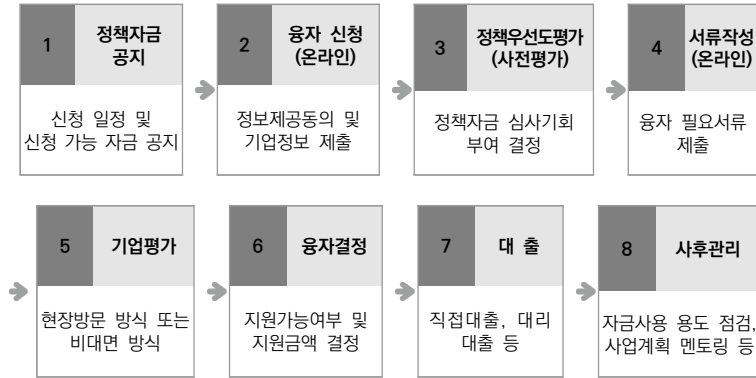 1
정책자금
공지
신청 일정 및
신청 가능 자금 공지
2
융자 신청
(온라인)
정보제공동의 및
기업정보 제출
3
정책우선도평가
(사전평가)
정책자금 심사기회
부여 결정
4
서류작성
(온라인)
융자 필요서류
제출
5
기업평가
현장방문 방식 또는
비대면 방식
6
융자결정
지원가능여부 및
지원금액 결정
7
대 출
직접대출, 대리
대출 등
8
사후관리
자금사용 용도 점검,
사업계획 멘토링 등